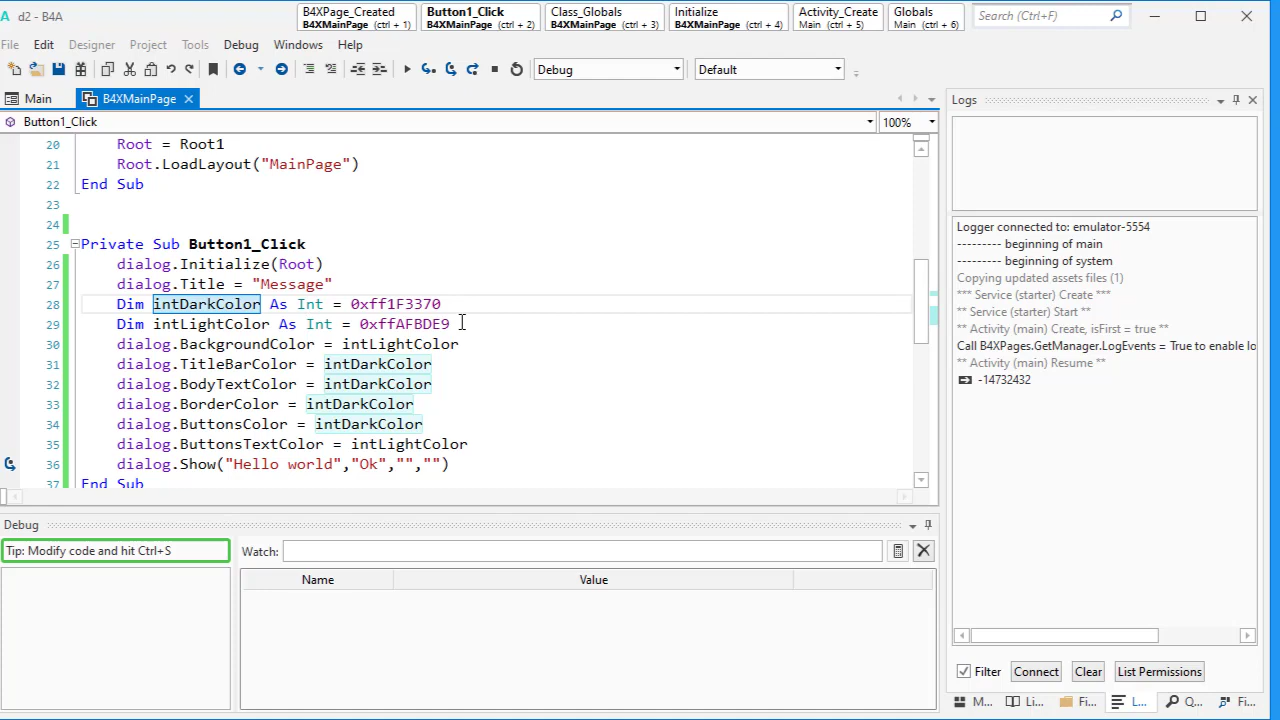 A d2 - B4A
B4XPage_Created
B4XMainPage (ctrl + 1)
Button1_Click
B4XMainPage (ctrl + 2)
Class_Globals
B4XMainPage (ctrl + 3)
Initialize
B4XMainPage (ctrl + 4)
Activity_Create
Main (ctrl + 5)
Globals
Main (ctrl + 6)
Search (Ctrl+F)
File Edit Designer Project Tools Debug Windows Help
Debug Default
Main B4XMainPage
Button1_Click 100%
20 Root = Root1
21 Root.LoadLayout("MainPage")
22 End Sub
23
24
25 Private Sub Button1_Click
26 dialog.Initialize(Root)
27 dialog.Title = "Message"
28 Dim intDarkColor As Int = 0xff1F3370
29 Dim intLightColor As Int = 0xffAFBDE9
30 dialog.BackgroundColor = intLightColor
31 dialog.TitleBarColor = intDarkColor
32 dialog.BodyTextColor = intDarkColor
33 dialog.BorderColor = intDarkColor
34 dialog.ButtonsColor = intDarkColor
35 dialog.ButtonsTextColor = intLightColor
36 dialog.Show("Hello world","Ok","","")
37 End Sub
Debug
Tip: Modify code and hit Ctrl+S
Watch:
Name Value
Logs
Logger connected to: emulator-5554
--------- beginning of main
--------- beginning of system
Copying updated assets files (1)
*** Service (starter) Create ***
** Service (starter) Start **
** Activity (main) Create, isFirst = true **
Call B4XPages.GetManager.LogEvents = True to enable lo
** Activity (main) Resume **
-14732432
Filter Connect Clear List Permissions
M... Li... Fi... L... Q... Fi...